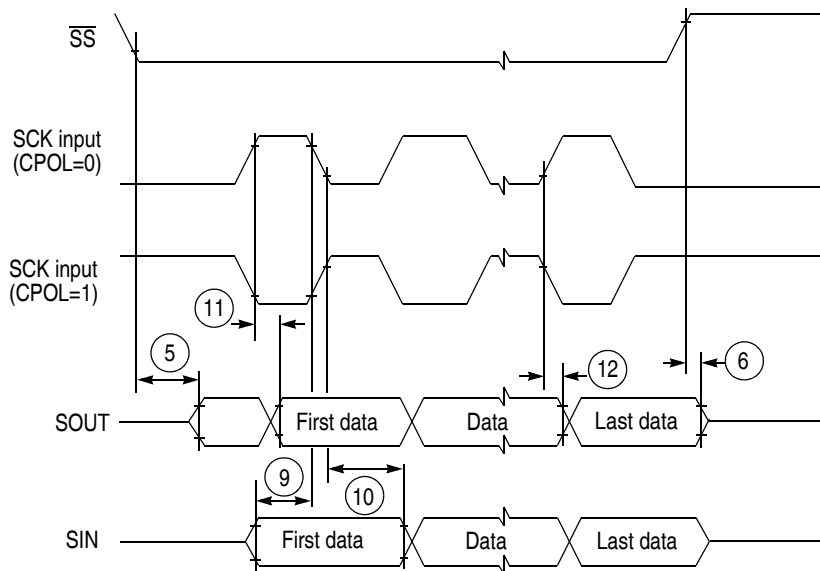 SS
SCK input
(CPOL=0)
SCK input
(CPOL=1)
11
5
12
6
SOUT
First data
Data
Last data
9
10
SIN
First data
Data
Last data